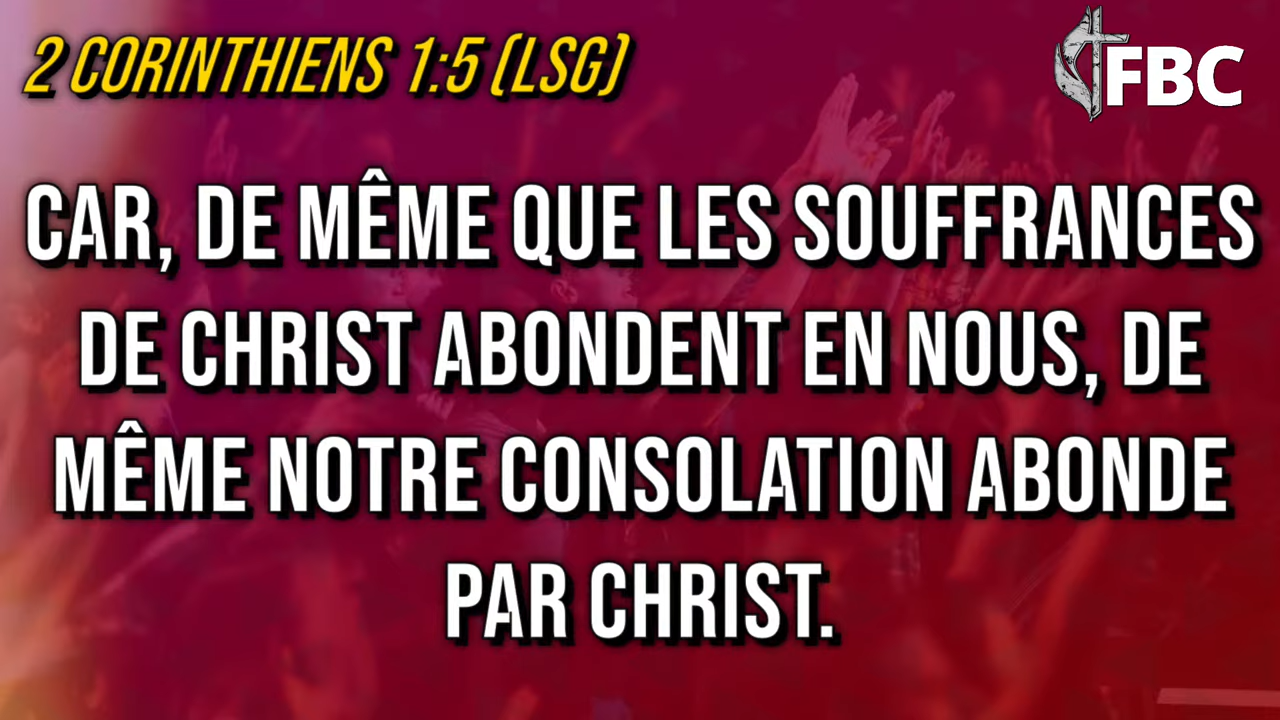 2 CORINTHIENS 1:5 (LSG)
FBC
CAR, DE MÊME QUE LES SOUFFRANCES
DE CHRIST ABONDENT EN NOUS, DE
MÊME NOTRE CONSOLATION ABONDE
PAR CHRIST.